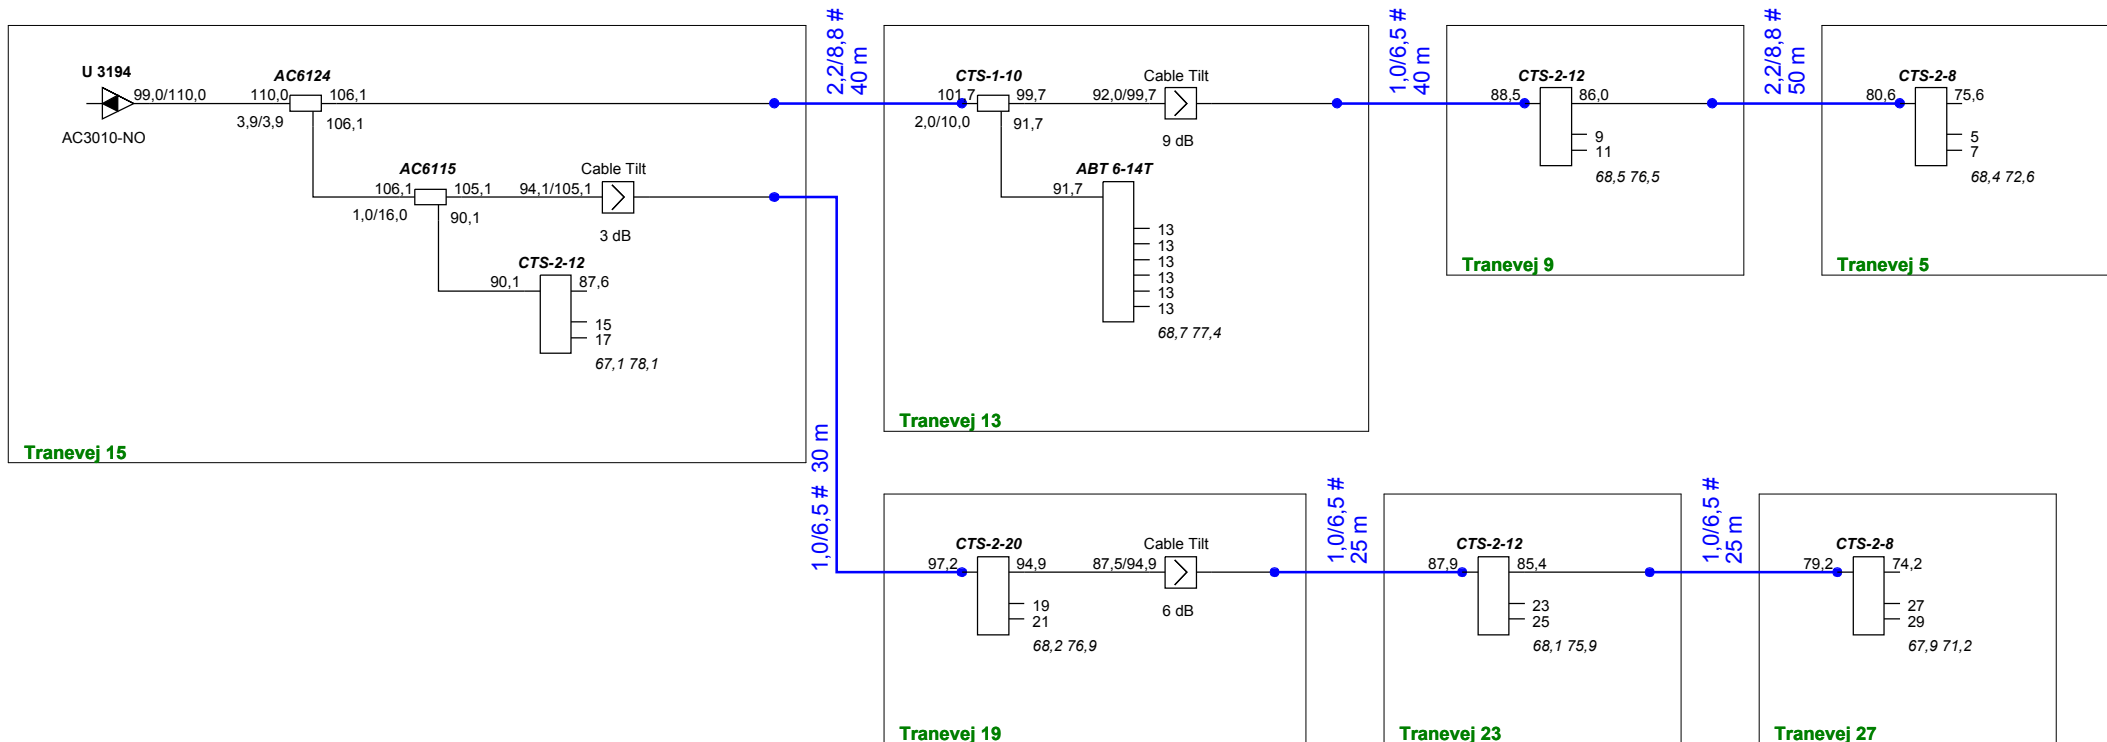 U 3194
99,0/110,0
AC3010-NO
AC6124
110,0
106,1
3,9/3,9
106,1
AC6115
106,1
105,1
1,0/16,0
90,1
94,1/105,1
Cable Tilt
3 dB
CTS-2-12
90,1
87,6
15
17
67,1 78,1
Tranevej 15
2,2/8,8 #
40 m
CTS-1-10
101,7
99,7
2,0/10,0
91,7
92,0/99,7
Cable Tilt
9 dB
ABT 6-14T
91,7
13
13
13
13
13
13
68,7 77,4
Tranevej 13
1,0/6,5 #
40 m
CTS-2-12
88,5
86,0
9
11
68,5 76,5
Tranevej 9
2,2/8,8 #
50 m
CTS-2-8
80,6
75,6
5
7
68,4 72,6
Tranevej 5
1,0/6,5 # 30 m
CTS-2-20
97,2
94,9
87,5/94,9
Cable Tilt
6 dB
19
21
68,2 76,9
Tranevej 19
1,0/6,5 #
25 m
CTS-2-12
87,9
85,4
23
25
68,1 75,9
Tranevej 23
1,0/6,5 #
25 m
CTS-2-8
79,2
74,2
27
29
67,9 71,2
Tranevej 27